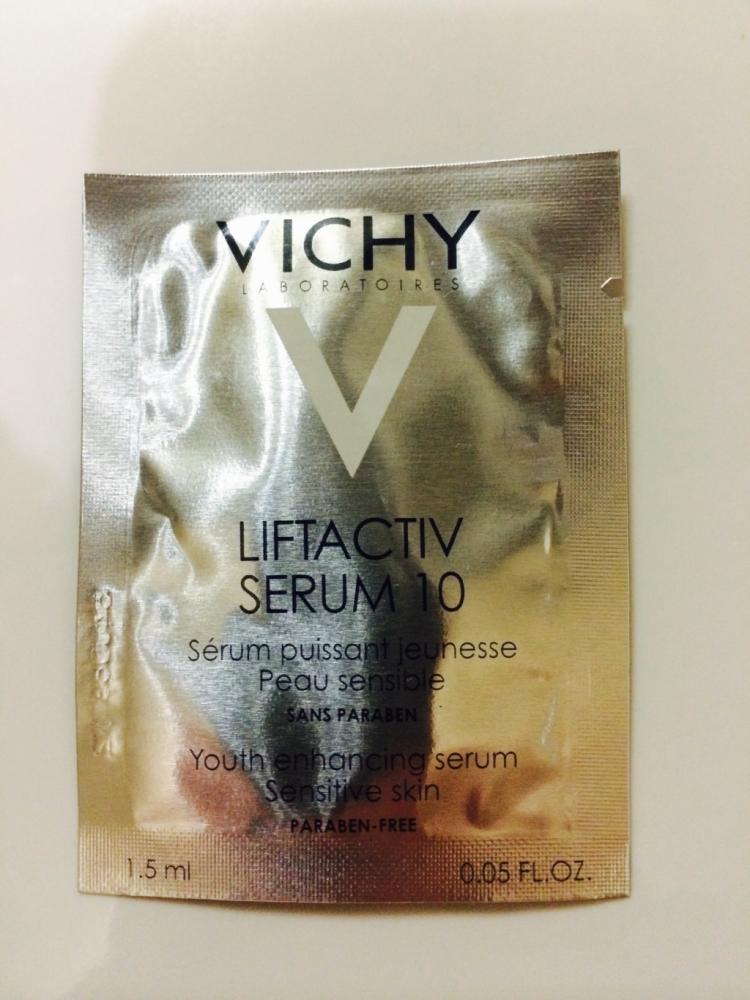 VICHY
LABORATOIRES
V
LIFTACTIV
SERUM 10
Sérum puissant jeunesse
Peau sensible
SANS PARABEN
Youth enhancing serum
Sensitive skin
PARABEN-FREE
1.5 ml 0.05 FL.OZ.